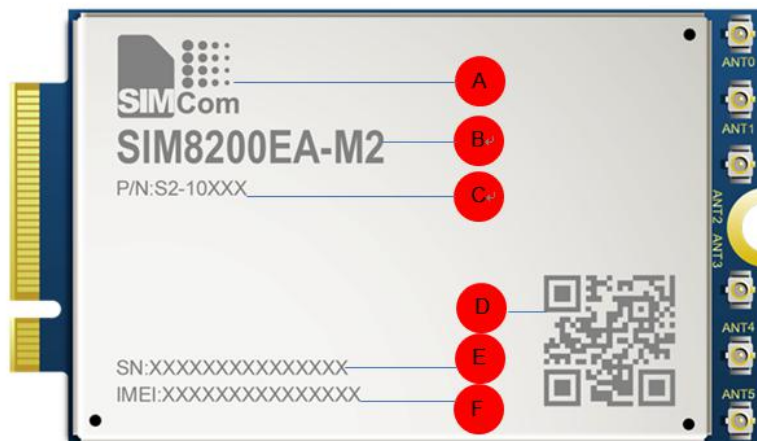 SIMCom
SIM8200EA-M2
P/N:S2-10XXX
SN:XXXXXXXXXXXXXXX
IMEI:XXXXXXXXXXXXXXX
A
B
C
D
E
F
ANT0
ANT1
ANT2
ANT3
ANT4
ANT5